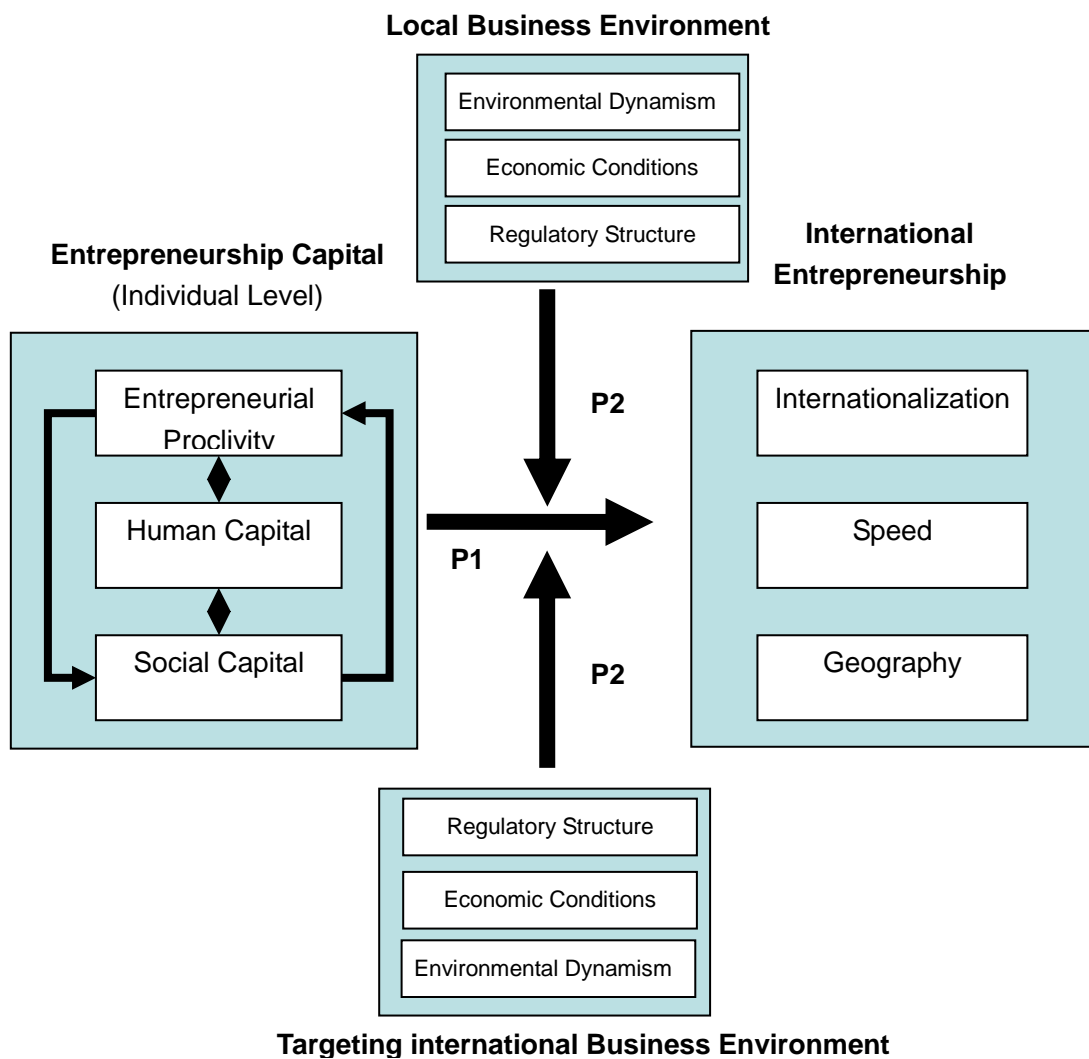 Local Business Environment
Environmental Dynamism
Economic Conditions
Regulatory Structure
Entrepreneurship Capital
(Individual Level)
International
Entrepreneurship
Entrepreneurial
Proclivity
Human Capital
Social Capital
P2
P1
P2
Internationalization
Speed
Geography
Regulatory Structure
Economic Conditions
Environmental Dynamism
Targeting international Business Environment